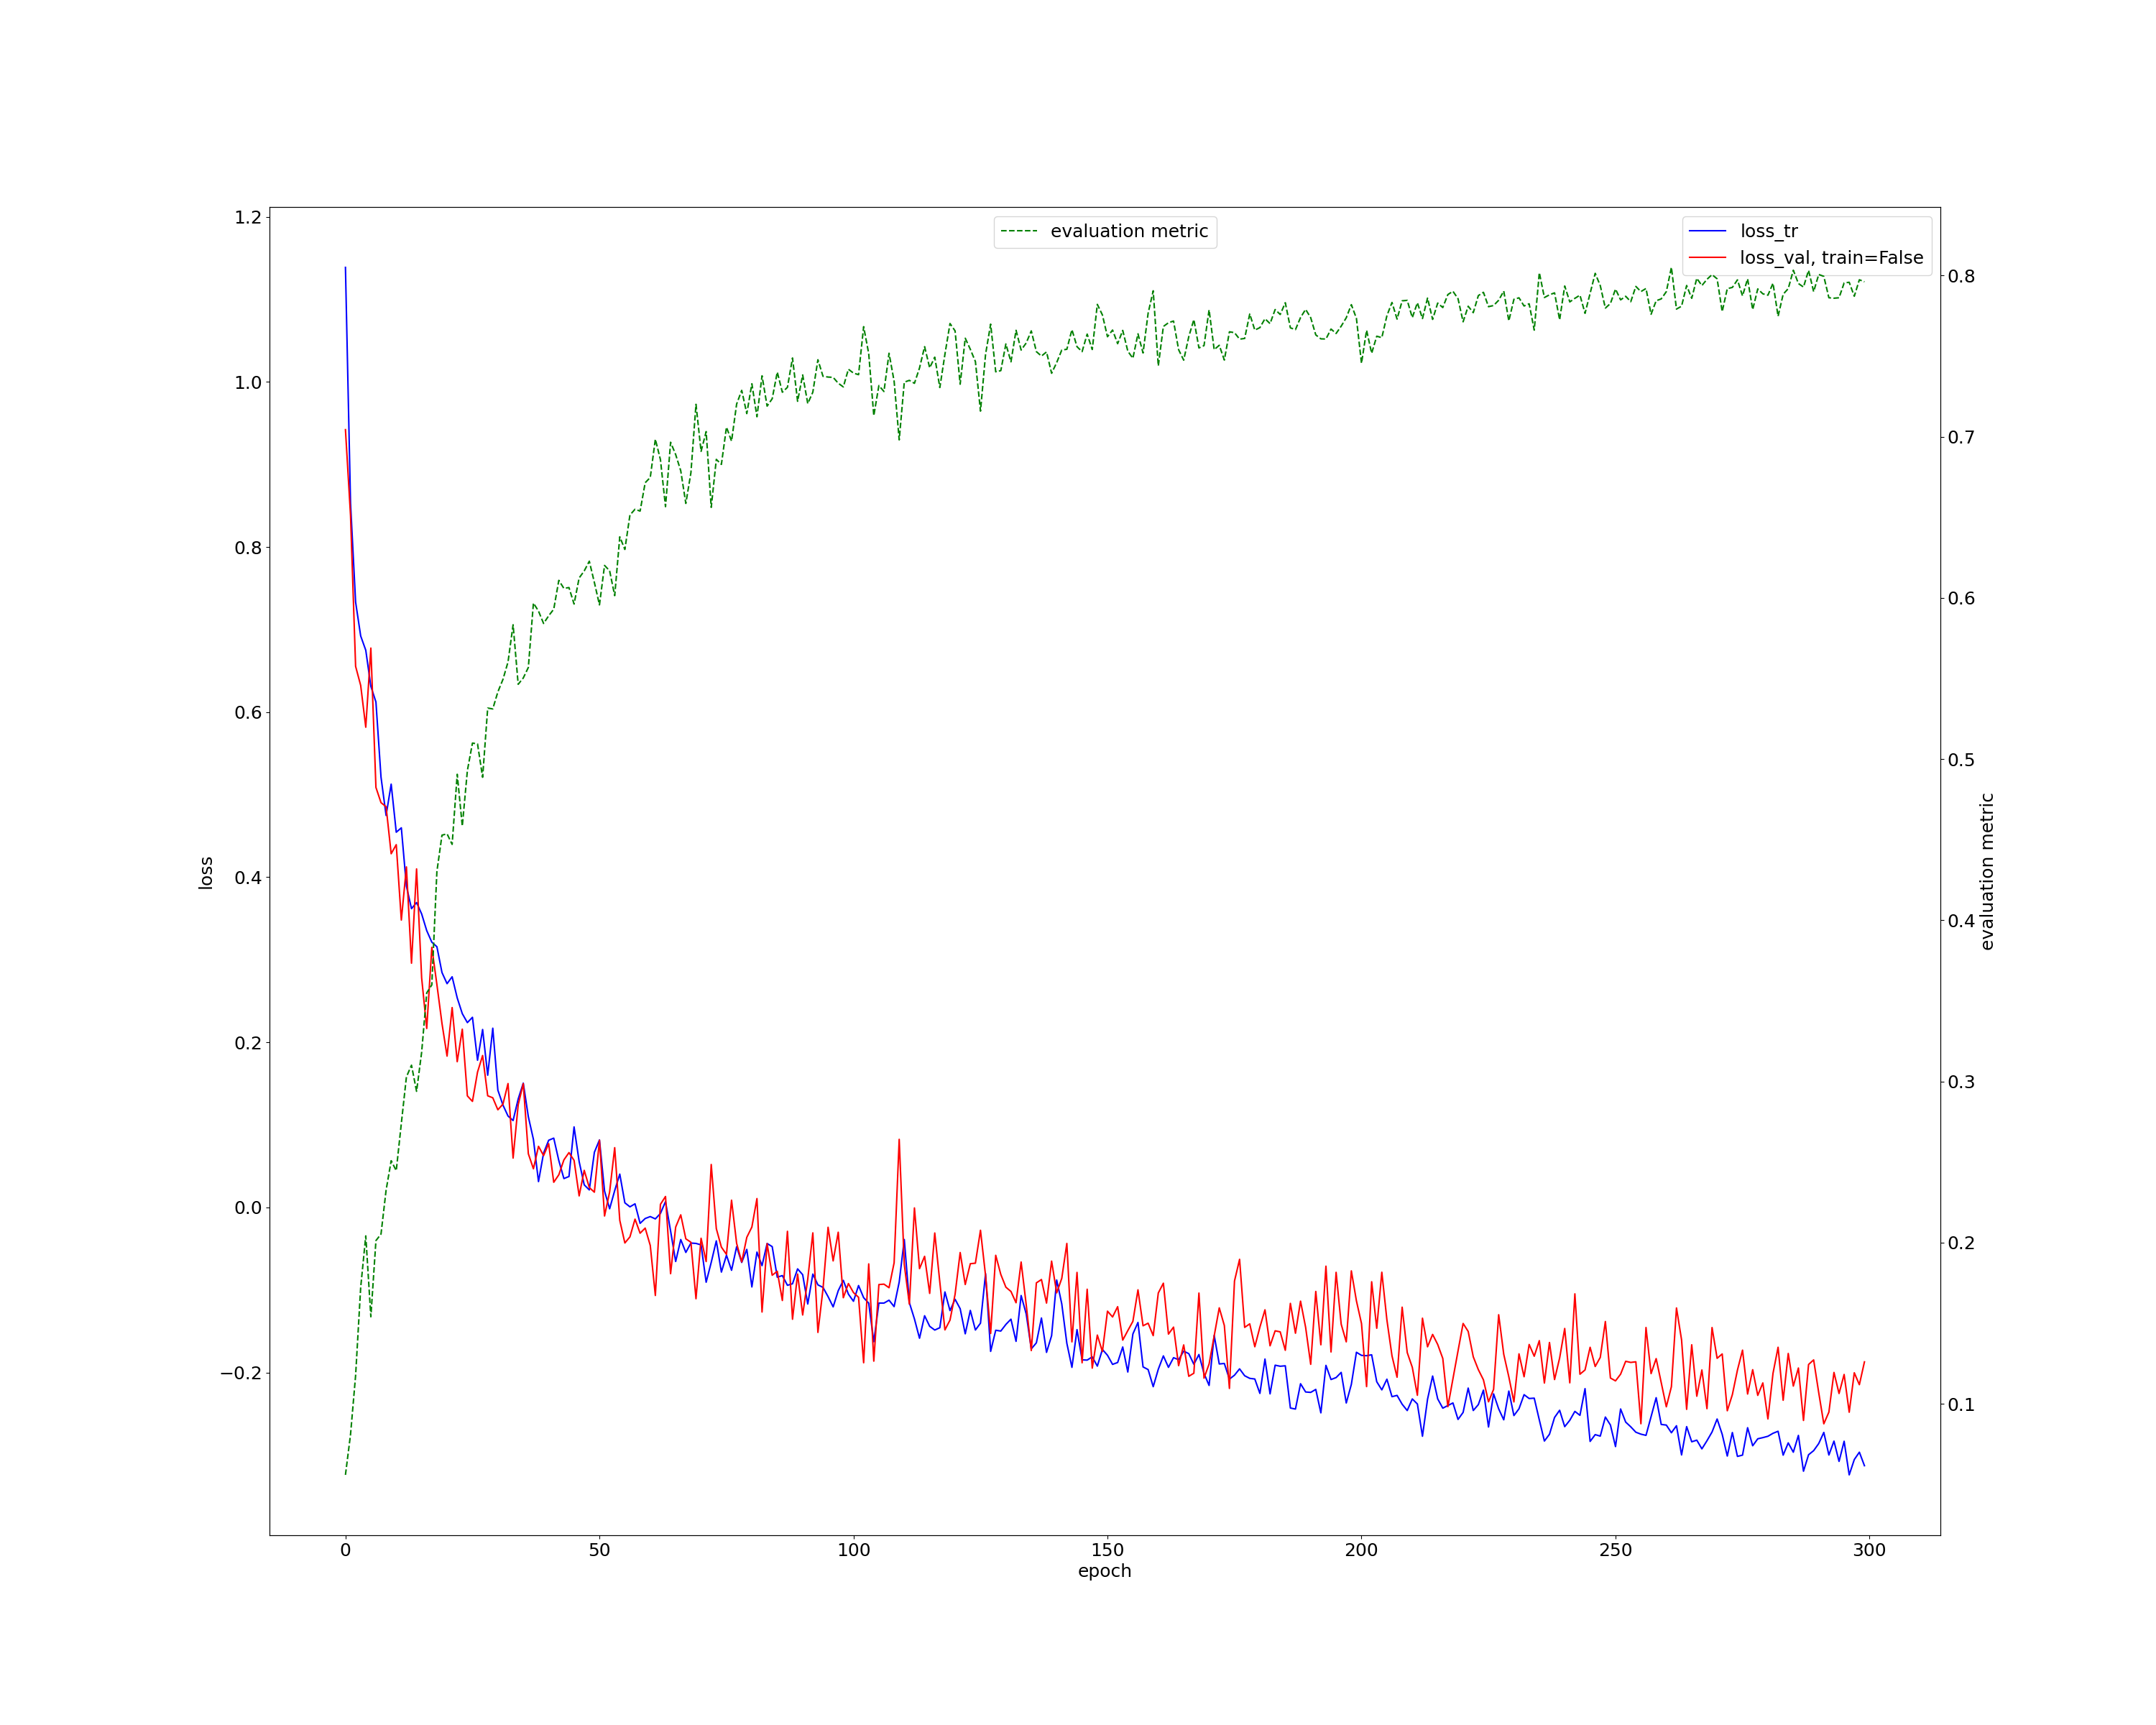 evaluation metric
loss_tr
loss_val, train=False
1.2
1.0
0.8
0.6
0.4
0.2
0.0
−0.2
loss
0.8
0.7
0.6
0.5
0.4
0.3
0.2
0.1
evaluation metric
0 50 100 150 200 250 300
epoch